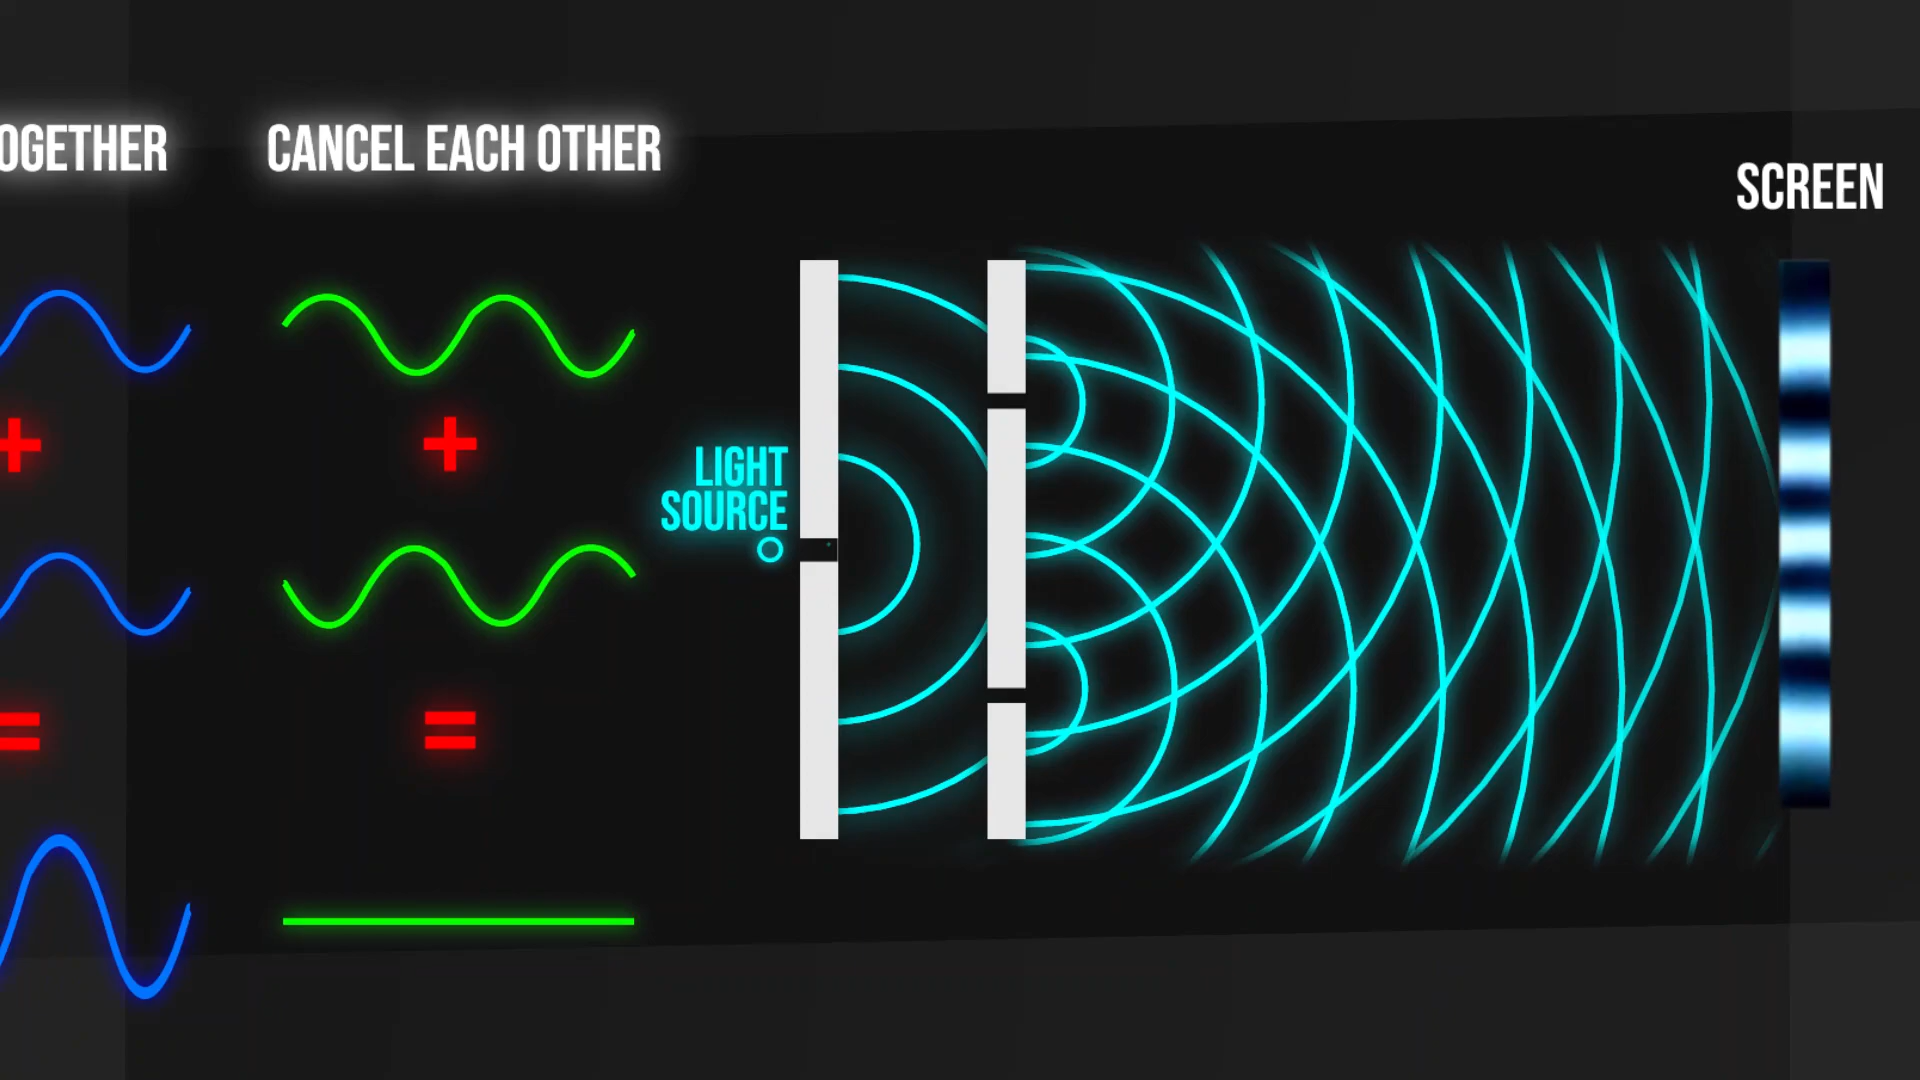 OGETHER
CANCEL EACH OTHER
SCREEN
+
+
LIGHT
SOURCE
=
=